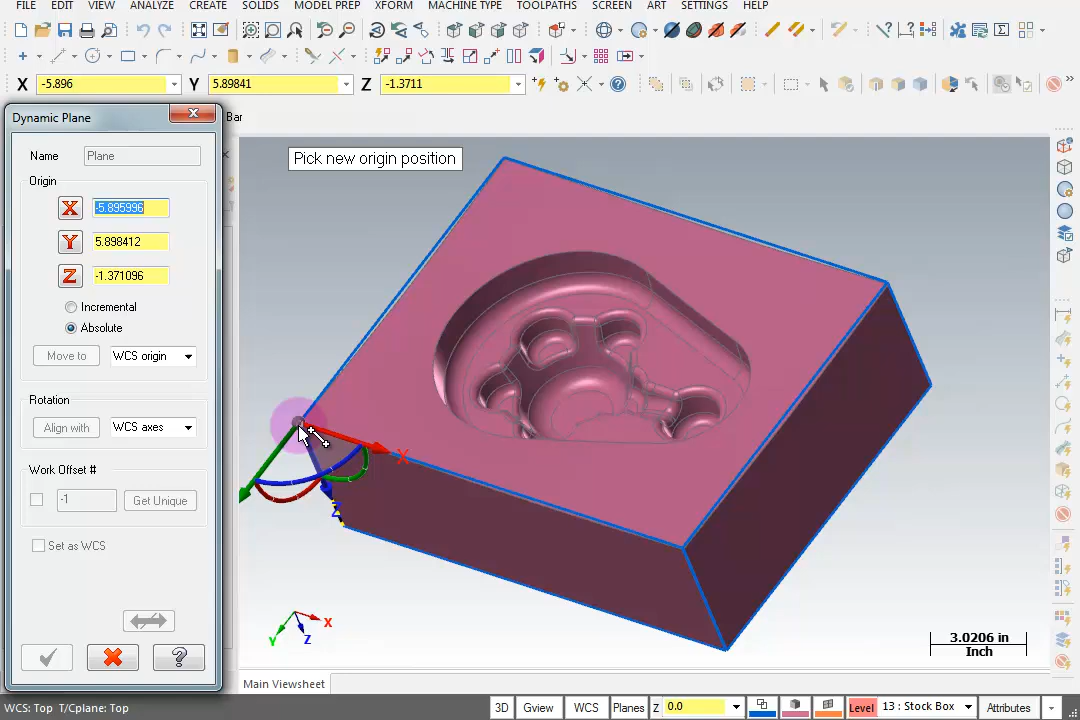 FILE EDIT VIEW ANALYZE CREATE SOLIDS MODEL PREP XFORM MACHINE TYPE TOOLPATHS SCREEN ART SETTINGS HELP
X -5.896 Y 5.89841 Z -1.3711
Dynamic Plane
Bar
Name Plane
Origin
X -5.895996
Y 5.898412
Z -1.371096
Incremental
Absolute
Move to WCS origin
Rotation
Align with WCS axes
Work Offset #
-1 Get Unique
Set as WCS
Pick new origin position
X
Z
X
Y
Z
3.0206 in
Inch
Main Viewsheet
WCS: Top T/Cplane: Top
3D Gview WCS Planes Z 0.0 Level 13 : Stock Box Attributes